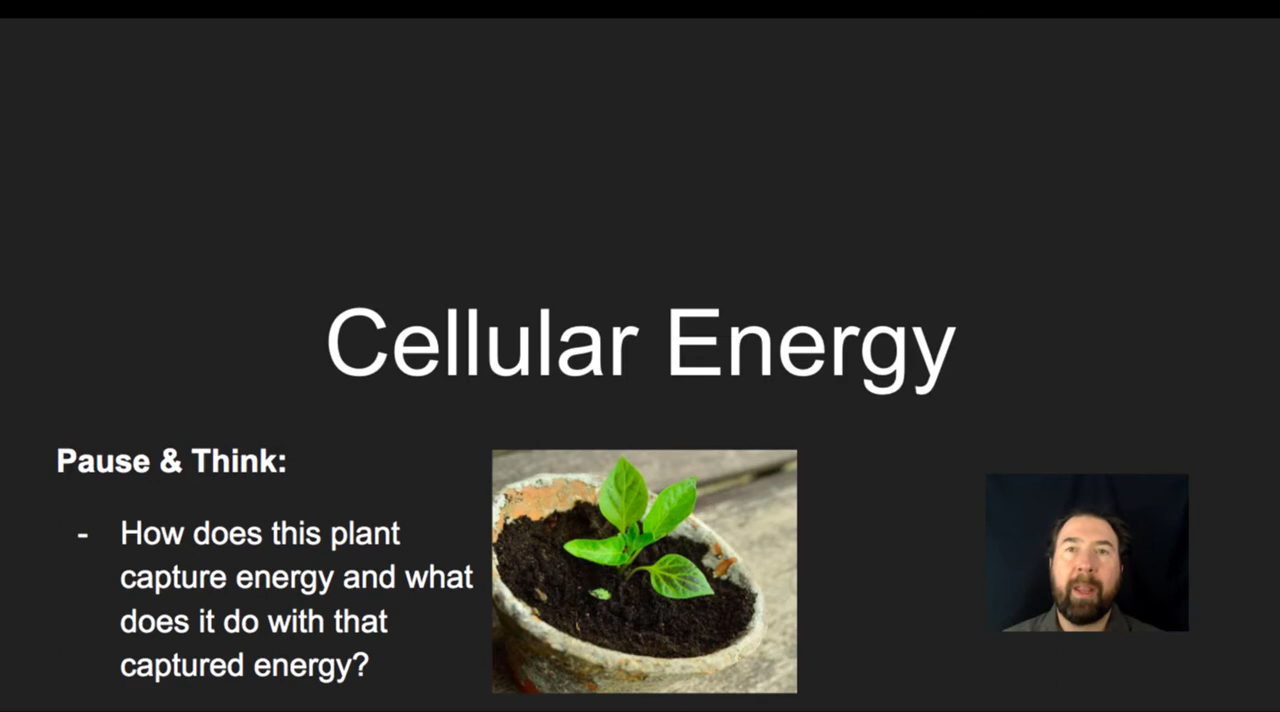 Cellular Energy
Pause & Think:
- How does this plant
capture energy and what
does it do with that
captured energy?